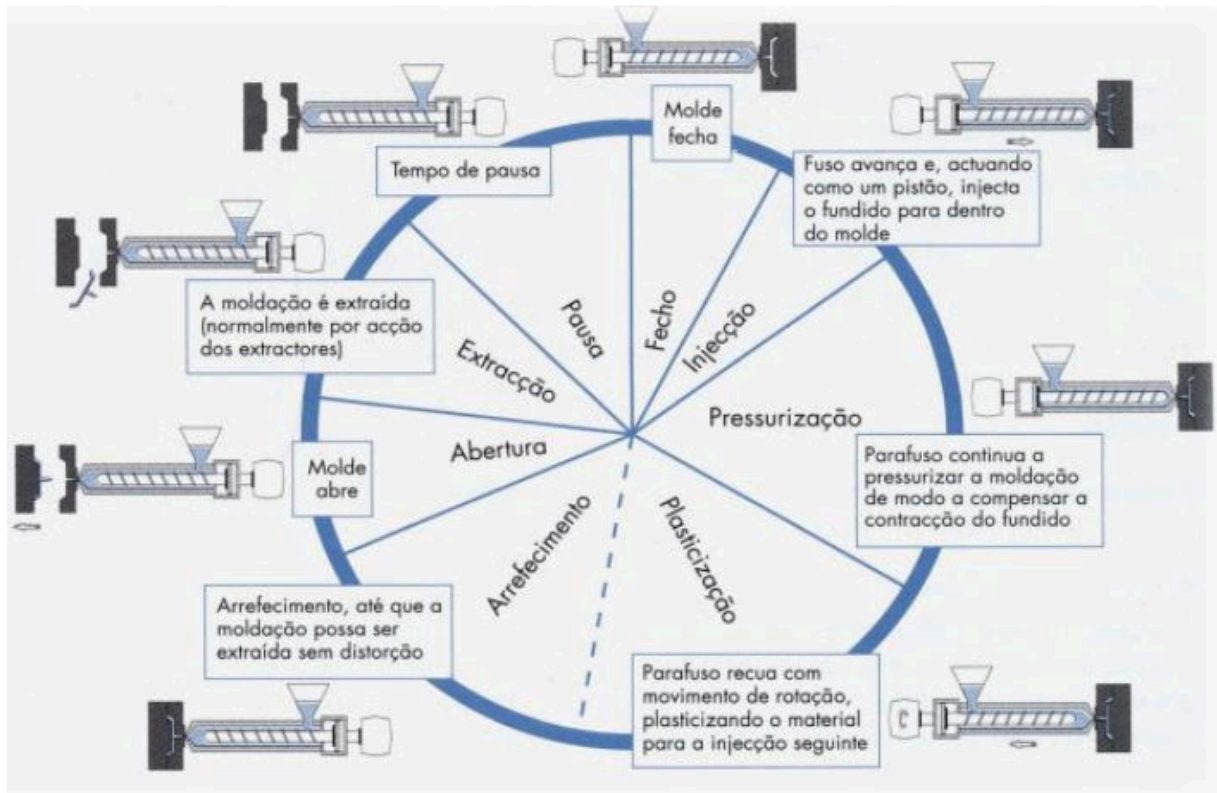 Molde
fecha
Fuso avança e, actuando
como um pistão, injecta
o fundido para dentro
do molde
Parafuso continua a
pressurizar a moldação
de modo a compensar a
contracção do fundido
Parafuso recua com
movimento de rotação,
plasticizando o material
para a injecção seguinte
Arrefecimento, até que a
moldação possa ser
extraída sem distorção
Molde
abre
A moldação é extraída
(normalmente por acção
dos extractores)
Tempo de pausa
Fecho
Injecção
Pressurização
Plasticização
Arrefecimento
Abertura
Extracção
Pausa